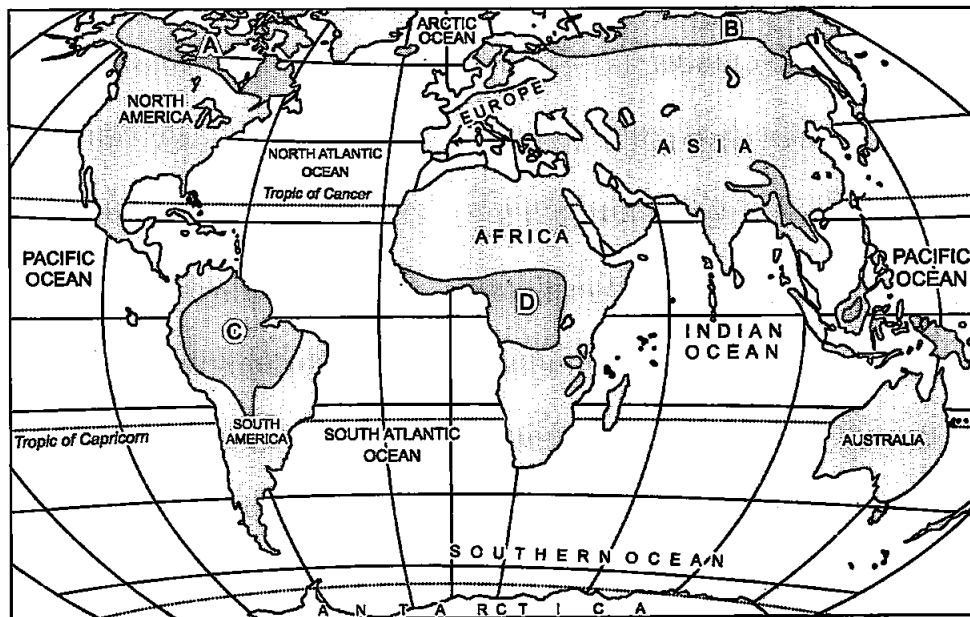 ARCTIC
OCEAN
A
B
NORTH
AMERICA
EUROPE
ASIA
NORTH ATLANTIC
OCEAN
Tropic of Cancer
AFRICA
PACIFIC
OCEAN
PACIFIC
OCEAN
D
C
INDIAN
OCEAN
SOUTH
AMERICA
Tropic of Capricorn
SOUTH ATLANTIC
OCEAN
AUSTRALIA
SOUTHERN OCEAN
ANTARCTICA